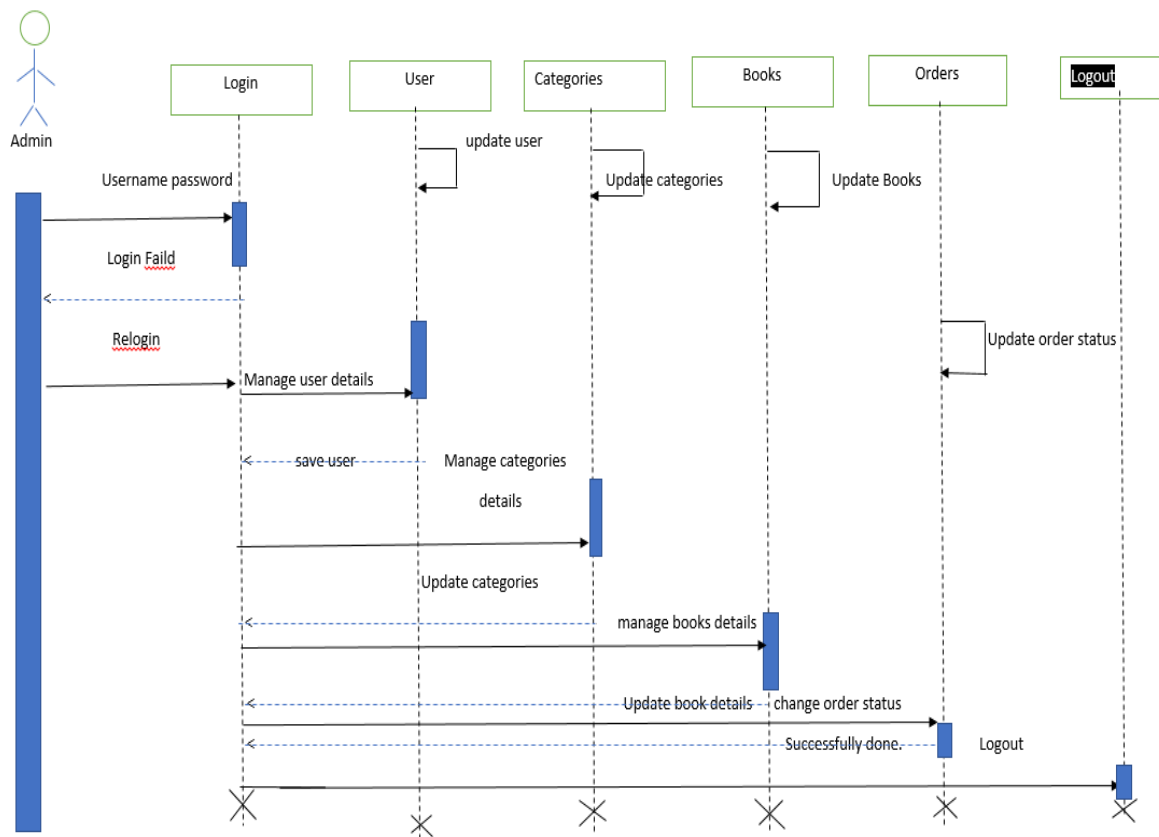 Login
User
Categories
Books
Orders
Logout
Admin
update user
Username password
Update categories
Update Books
Login Faild
Relogin
Update order status
Manage user details
save user
Manage categories
details
Update categories
manage books details
Update book details
change order status
Successfully done.
Logout